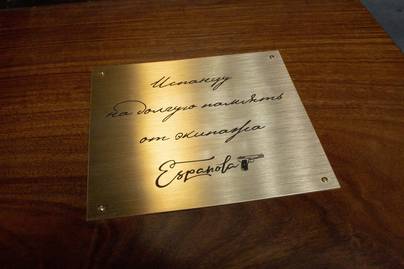 Испанцу
на долгую память
от экипажа
Espanola